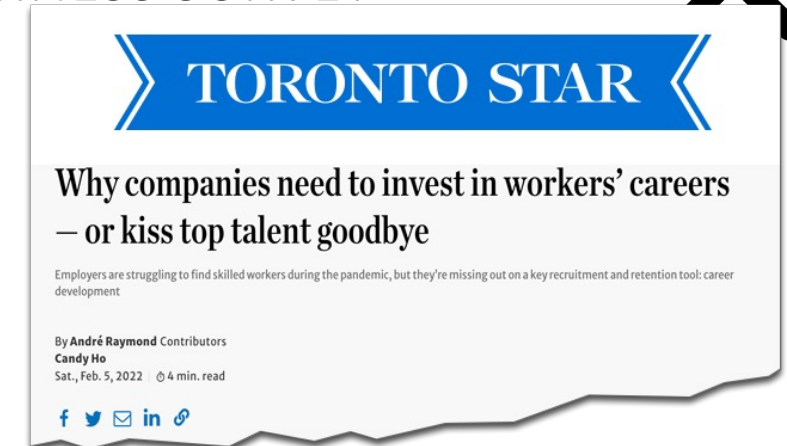 TORONTO STAR
Why companies need to invest in workers’ careers
– or kiss top talent goodbye
Employers are struggling to find skilled workers during the pandemic, but they're missing out on a key recruitment and retention tool: career
development
By André Raymond Contributors
Candy Ho
Sat., Feb. 5, 2022 | 4 min. read